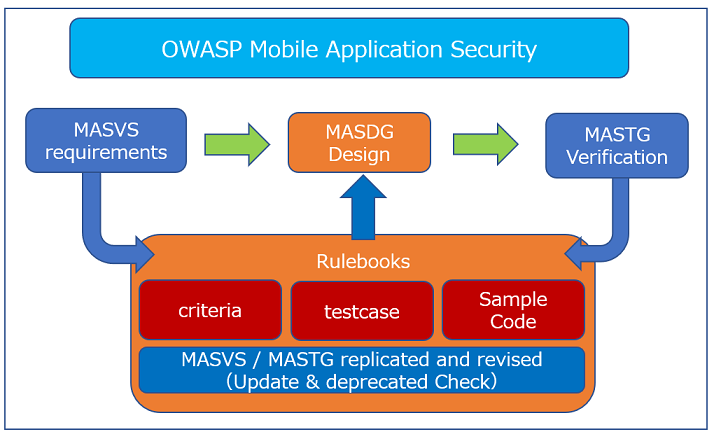 OWASP Mobile Application Security
MASVS
requirements
MASDG
Design
MASTG
Verification
Rulebooks
criteria
testcase
Sample
Code
MASVS / MASTG replicated and revised
（Update & deprecated Check）